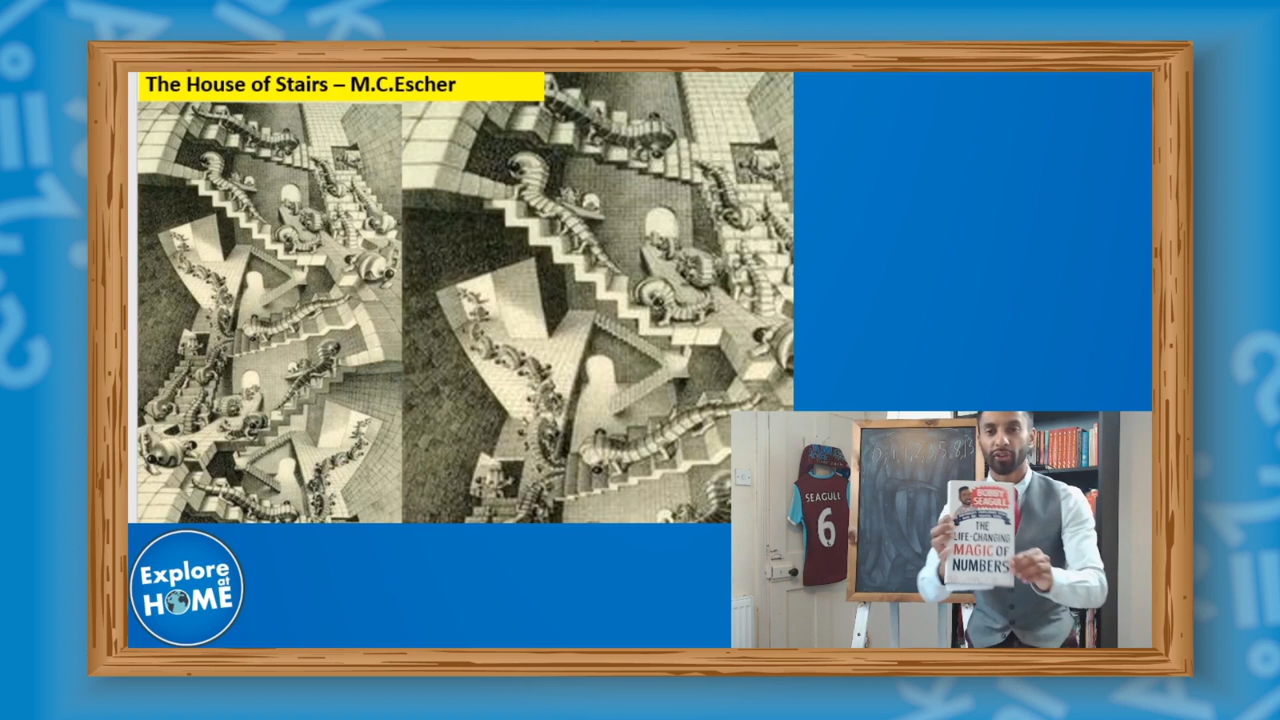 The House of Stairs – M.C.Escher
Explore
at
HOME
SEAGULL
6
BOBBY
SEAGULL
THE
LIFE-CHANGING
MAGIC OF
NUMBERS